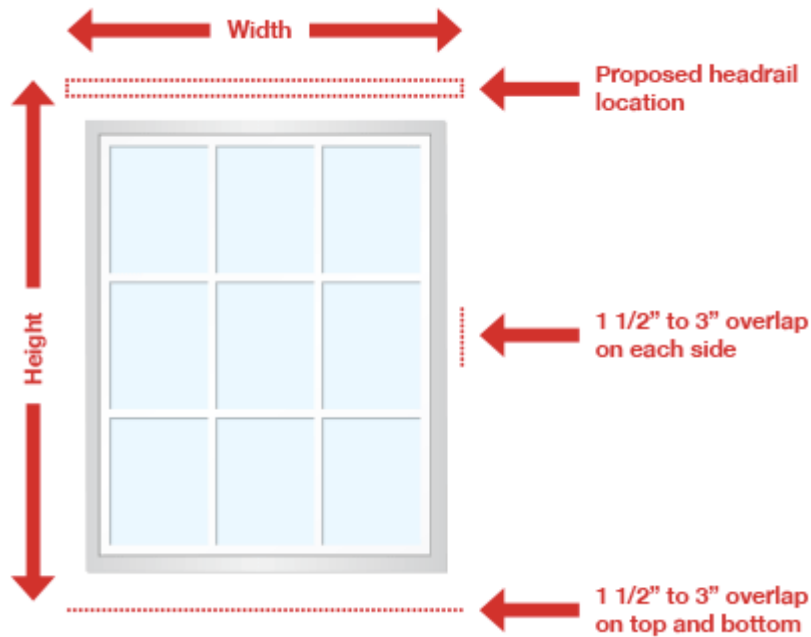 Width
Proposed headrail
location
Height
1 1/2” to 3” overlap
on each side
1 1/2” to 3” overlap
on top and bottom